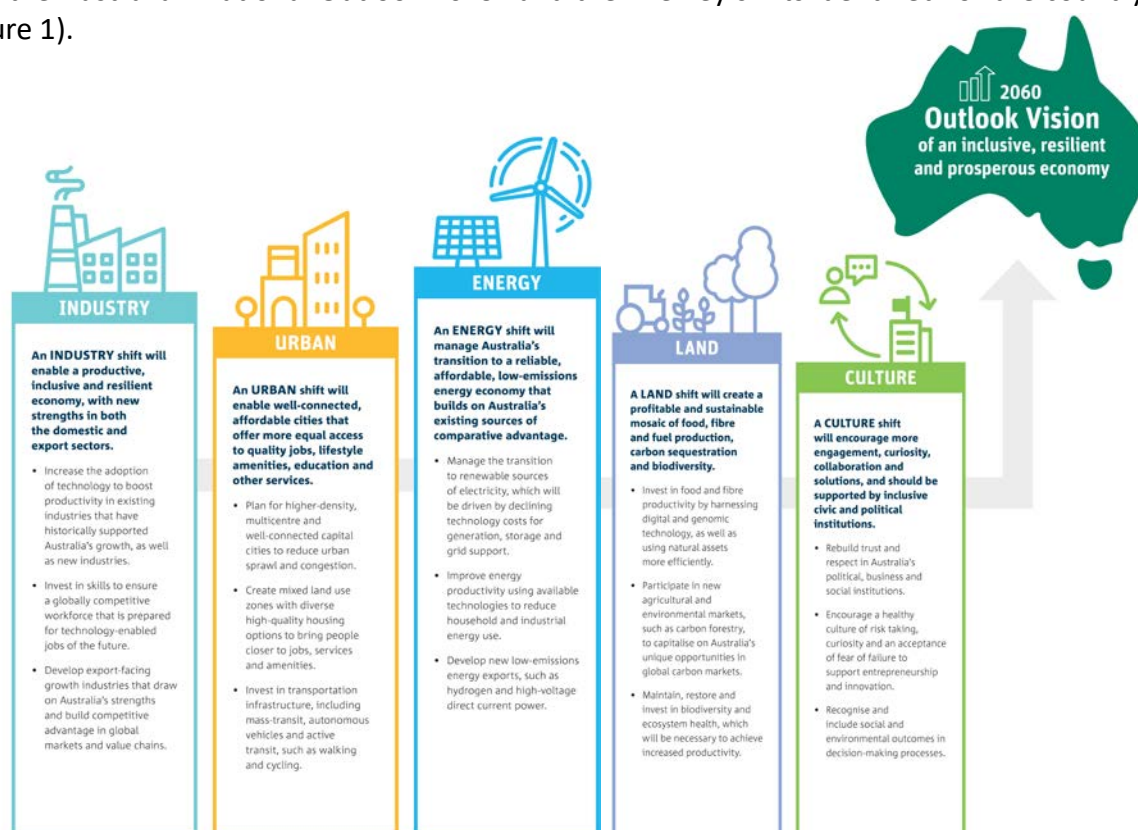 ure 1).
2060
Outlook Vision
of an inclusive, resilient
and prosperous economy
INDUSTRY
An INDUSTRY shift will
enable a productive,
inclusive and resilient
economy, with new
strengths in both
the domestic and
export sectors.
• Increase the adoption
of technology to boost
productivity in existing
industries that have
historically supported
Australia's growth, as well
as new industries.
• Invest in skills to ensure
a globally competitive
workforce that is prepared
for technology-enabled
jobs of the future.
• Develop export-facing
growth industries that draw
on Australia's strengths
and build competitive
advantage in global
markets and value chains.
URBAN
An URBAN shift will
enable well-connected,
affordable cities that
offer more equal access
to quality jobs, lifestyle
amenities, education and
other services.
• Plan for higher-density,
multicentre and
well-connected capital
cities to reduce urban
sprawl and congestion.
• Create mixed land use
zones with diverse
high-quality housing
options to bring people
closer to jobs, services
and amenities.
• Invest in transportation
infrastructure, including
mass-transit, autonomous
vehicles and active
transit, such as walking
and cycling.
ENERGY
An ENERGY shift will
manage Australia's
transition to a reliable,
affordable, low-emissions
energy economy that
builds on Australia's
existing sources of
comparative advantage.
• Manage the transition
to renewable sources
of electricity, which will
be driven by declining
technology costs for
generation, storage and
grid support.
• Improve energy
productivity using available
technologies to reduce
household and industrial
energy use.
• Develop new low-emissions
energy exports, such as
hydrogen and high-voltage
direct current power.
LAND
A LAND shift will create a
profitable and sustainable
mosaic of food, fibre
and fuel production,
carbon sequestration
and biodiversity.
• Invest in food and fibre
productivity by harnessing
digital and genomic
technology, as well as
using natural assets
more efficiently.
• Participate in new
agricultural and
environmental markets,
such as carbon forestry,
to capitalise on Australia's
unique opportunities in
global carbon markets.
• Maintain, restore and
invest in biodiversity and
ecosystem health, which
will be necessary to achieve
increased productivity.
CULTURE
A CULTURE shift
will encourage more
engagement, curiosity,
collaboration and
solutions, and should be
supported by inclusive
civic and political
institutions.
• Rebuild trust and
respect in Australia's
political, business and
social institutions.
• Encourage a healthy
culture of risk taking,
curiosity and an acceptance
of fear of failure to
support entrepreneurship
and innovation.
• Recognise and
include social and
environmental outcomes in
decision-making processes.